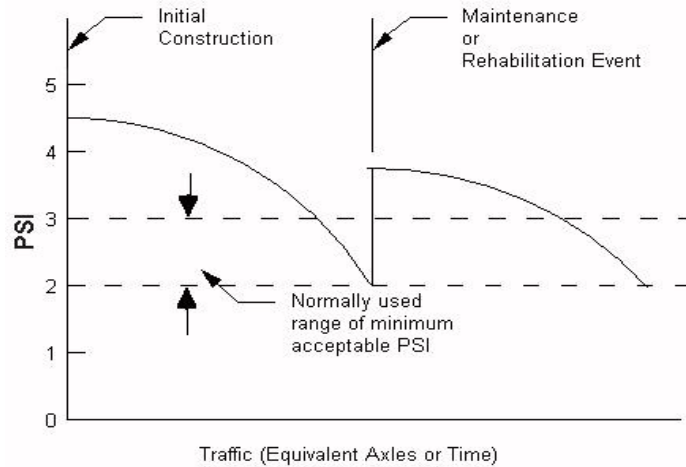 Initial
Construction
Maintenance
or
Rehabilitation Event
5
4
3
2
1
0
PSI
Normally used
range of minimum
acceptable PSI
Traffic (Equivalent Axles or Time)